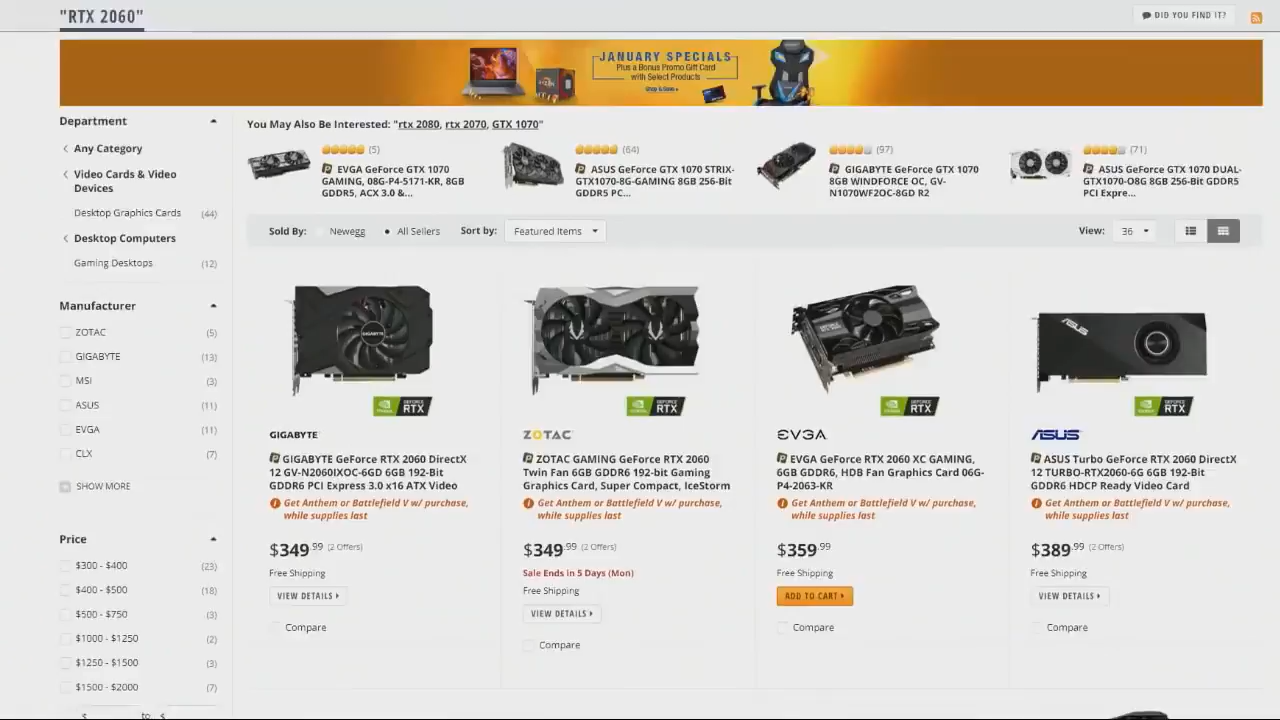 "RTX 2060"
DID YOU FIND IT?
JANUARY SPECIALS
Plus a Bonus Promo Gift Card
with Select Products
Shop & Save
Department
Any Category
Video Cards & Video
Devices
Desktop Graphics Cards (44)
Desktop Computers
Gaming Desktops (12)
Manufacturer
ZOTAC (5)
GIGABYTE (13)
MSI (3)
ASUS (11)
EVGA (11)
CLX (7)
SHOW MORE
Price
$300 - $400 (23)
$400 - $500 (18)
$500 - $750 (3)
$1000 - $1250 (2)
$1250 - $1500 (3)
$1500 - $2000 (7)
$ to $
You May Also Be Interested: "rtx 2080, rtx 2070, GTX 1070"
(5)
EVGA GeForce GTX 1070
GAMING, 08G-P4-5171-KR, 8GB
GDDR5, ACX 3.0 &...
(64)
ASUS GeForce GTX 1070 STRIX-
GTX1070-8G-GAMING 8GB 256-Bit
GDDR5 PC...
(97)
GIGABYTE GeForce GTX 1070
8GB WINDFORCE OC, GV-
N1070WF2OC-8GD R2
(71)
ASUS GeForce GTX 1070 DUAL-
GTX1070-O8G 8GB 256-Bit GDDR5
PCI Expre...
Sold By: Newegg All Sellers Sort by: Featured Items View: 36
GIGABYTE
GEFORCE RTX
GIGABYTE
GIGABYTE GeForce RTX 2060 DirectX
12 GV-N2060IXOC-6GD 6GB 192-Bit
GDDR6 PCI Express 3.0 x16 ATX Video
Get Anthem or Battlefield V w/ purchase,
while supplies last
$349.99 (2 Offers)
Free Shipping
VIEW DETAILS
Compare
GEFORCE RTX
ZOTAC
ZOTAC GAMING GeForce RTX 2060
Twin Fan 6GB GDDR6 192-bit Gaming
Graphics Card, Super Compact, IceStorm
Get Anthem or Battlefield V w/ purchase,
while supplies last
$349.99 (2 Offers)
Sale Ends in 5 Days (Mon)
Free Shipping
VIEW DETAILS
Compare
GEFORCE RTX
EVGA
EVGA GeForce RTX 2060 XC GAMING,
6GB GDDR6, HDB Fan Graphics Card 06G-
P4-2063-KR
Get Anthem or Battlefield V w/ purchase,
while supplies last
$359.99
Free Shipping
ADD TO CART
Compare
ASUS
GEFORCE RTX
ASUS
ASUS Turbo GeForce RTX 2060 DirectX
12 TURBO-RTX2060-6G 6GB 192-Bit
GDDR6 HDCP Ready Video Card
Get Anthem or Battlefield V w/ purchase,
while supplies last
$389.99 (2 Offers)
Free Shipping
VIEW DETAILS
Compare